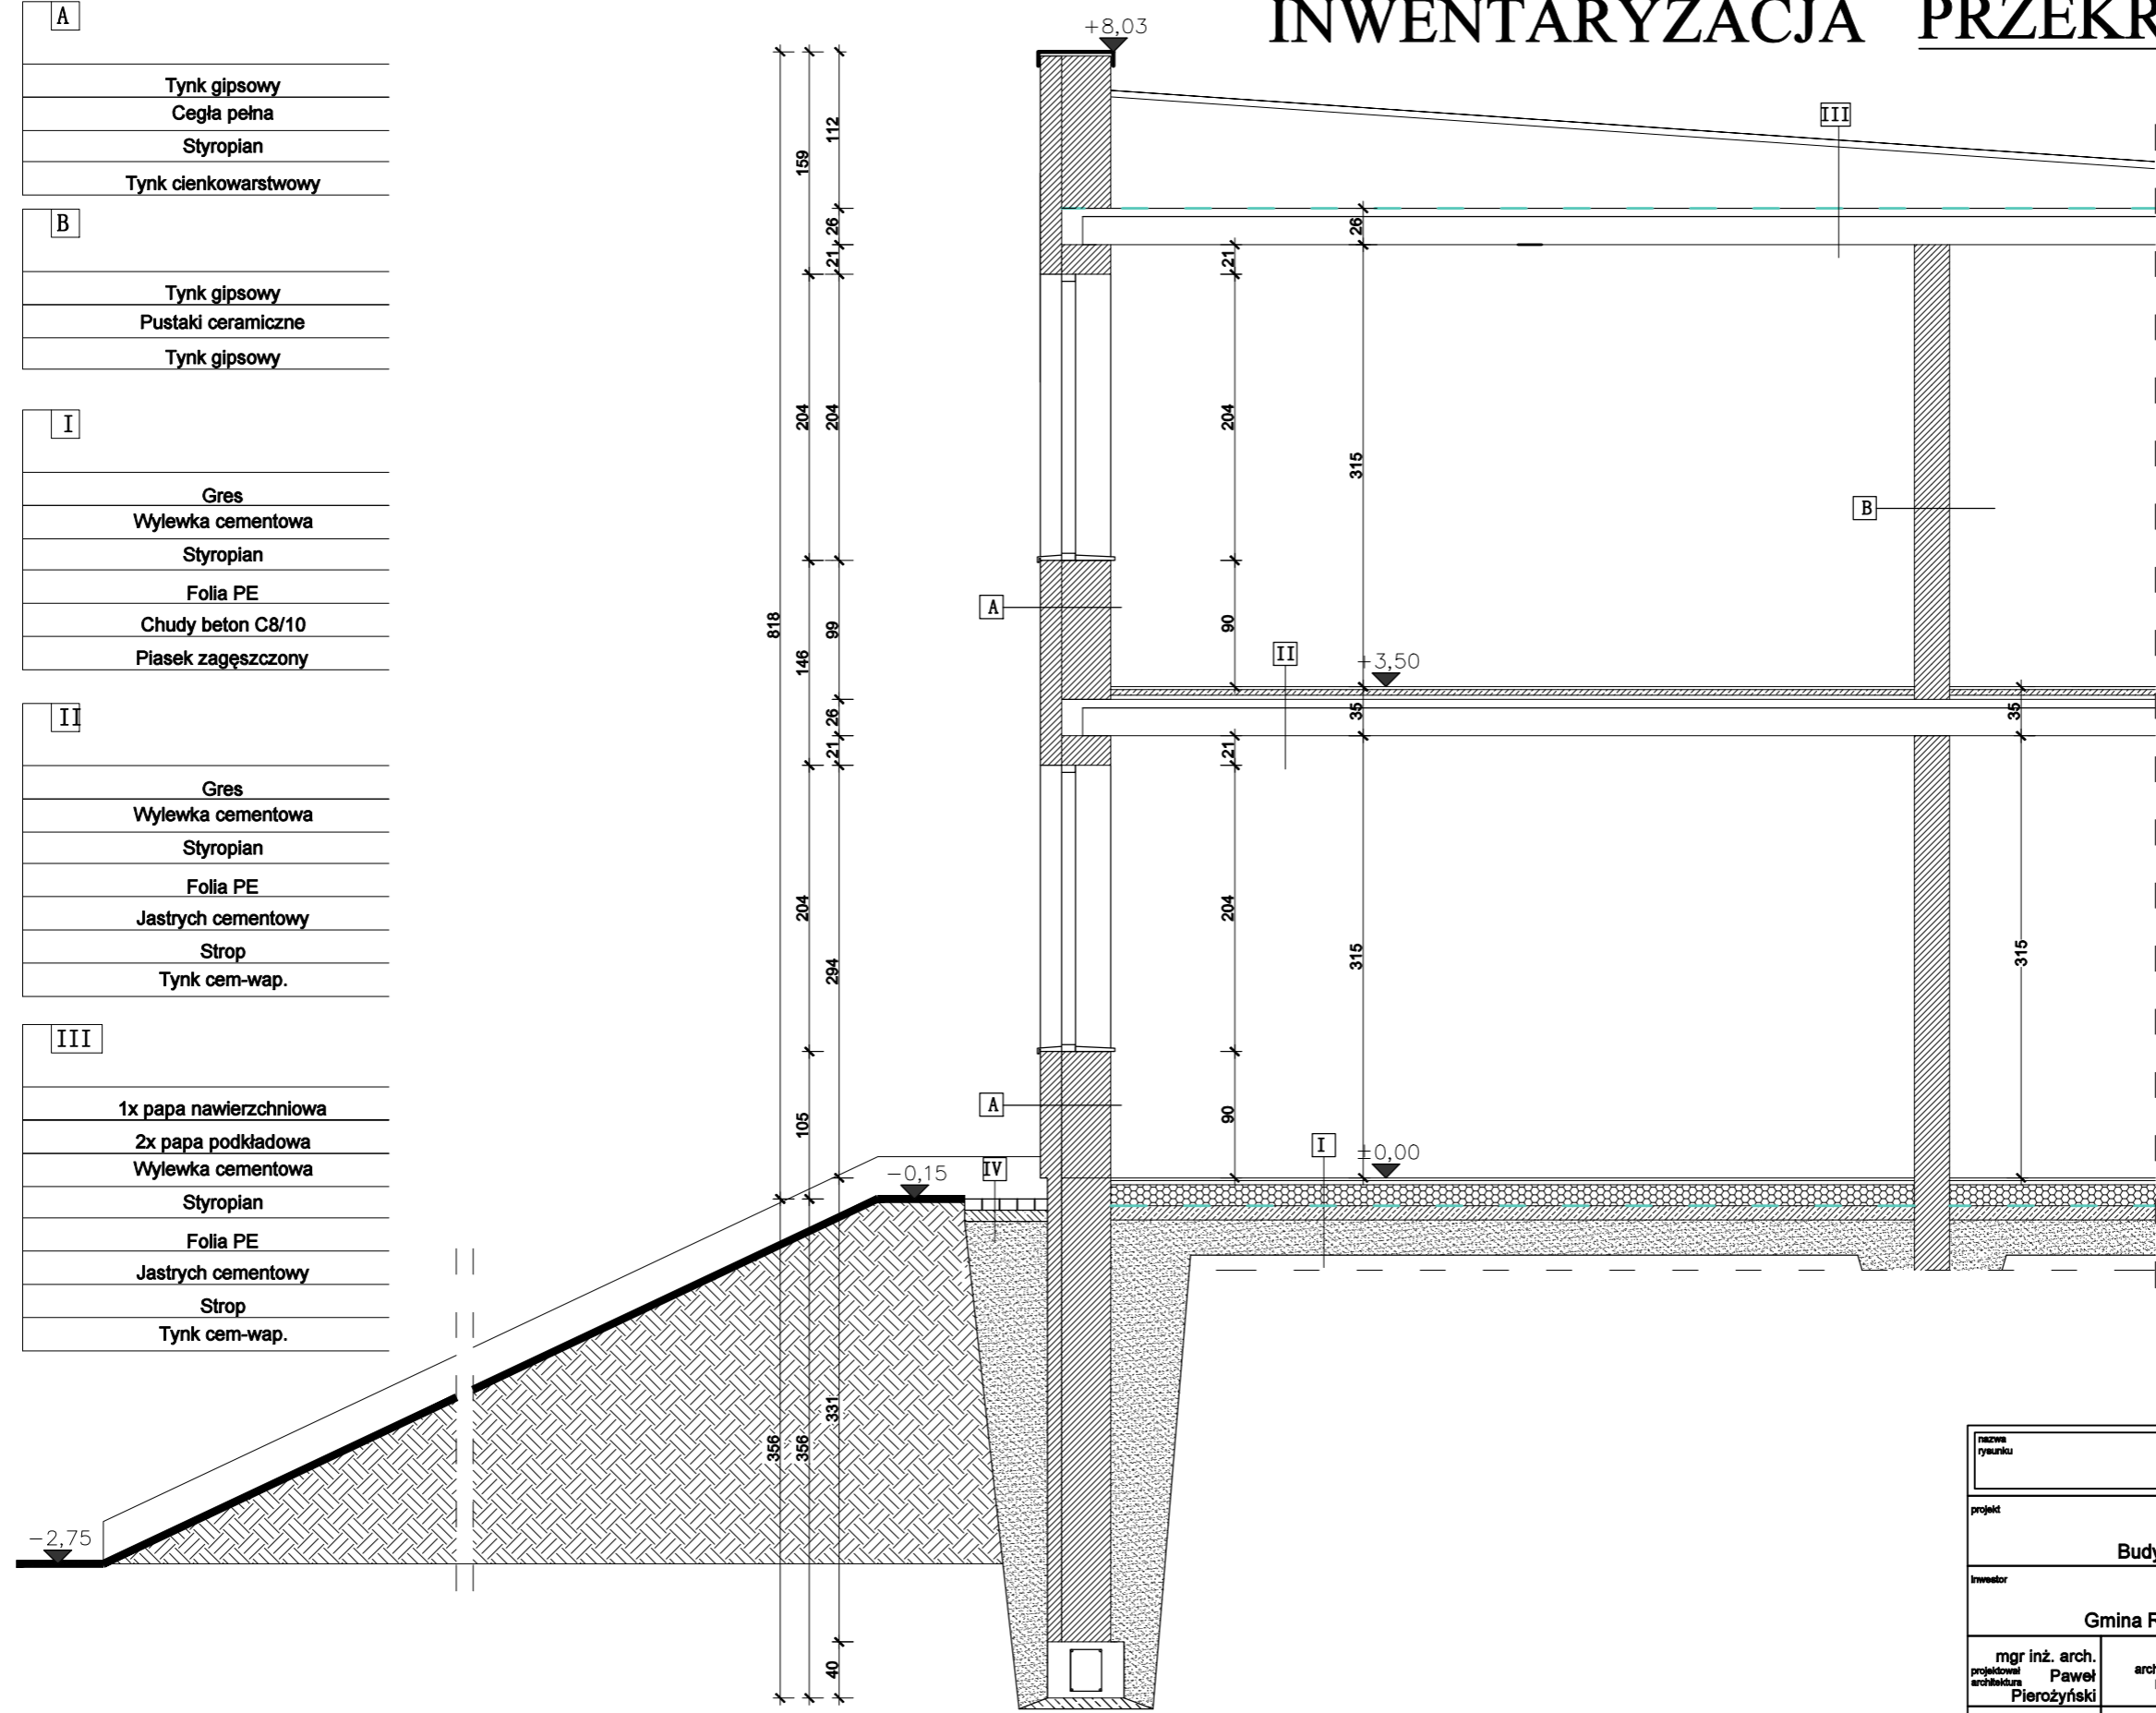 INWENTARYZACJA PRZEKR
A
Tynk gipsowy
Cegła pełna
Styropian
Tynk cienkowarstwowy
B
Tynk gipsowy
Pustaki ceramiczne
Tynk gipsowy
I
Gres
Wylewka cementowa
Styropian
Folia PE
Chudy beton C8/10
Piasek zagęszczony
II
Gres
Wylewka cementowa
Styropian
Folia PE
Jastrych cementowy
Strop
Tynk cem-wap.
III
1x papa nawierzchniowa
2x papa podkładowa
Wylewka cementowa
Styropian
Folia PE
Jastrych cementowy
Strop
Tynk cem-wap.
818
356
159
204
146
204
105
356
112
26
21
204
99
26
21
294
331
40
+8,03
21
204
90
21
204
90
26
315
35
315
35
315
III
B
A
II
+3,50
A
I
±0,00
IV
-0,15
-2,75
nazwa
rysunku
projekt
Budy
inwestor
Gmina R
mgr inż. arch.
projektował
architektura
Paweł
Pierożyński
arch